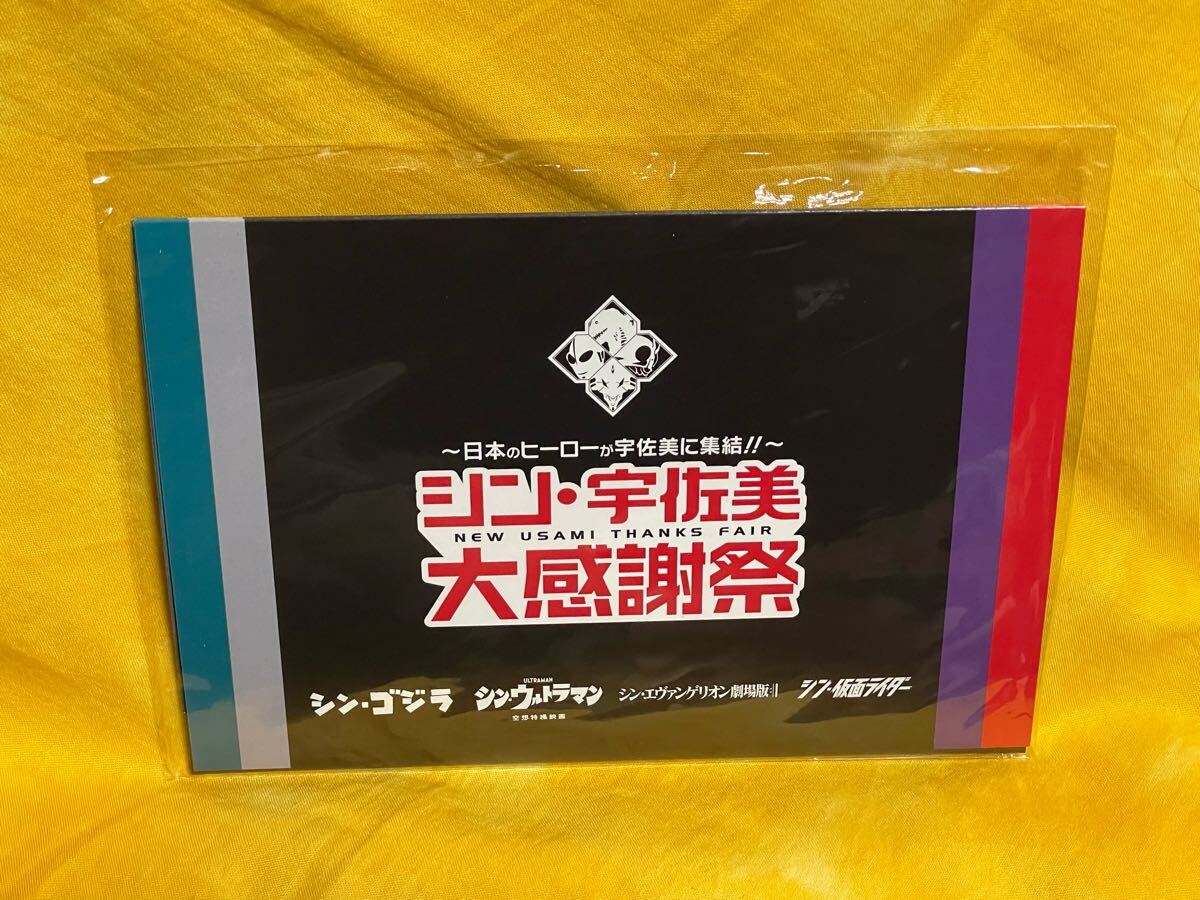 ～日本のヒーローが宇佐美に集結!!～
シン・宇佐美
NEW USAMI THANKS FAIR
大感謝祭
シン・ゴジラ
ULTRAMAN
シン・ウルトラマン
空想特撮映画
シン・エヴァンゲリオン劇場版:||
シン・仮面ライダー